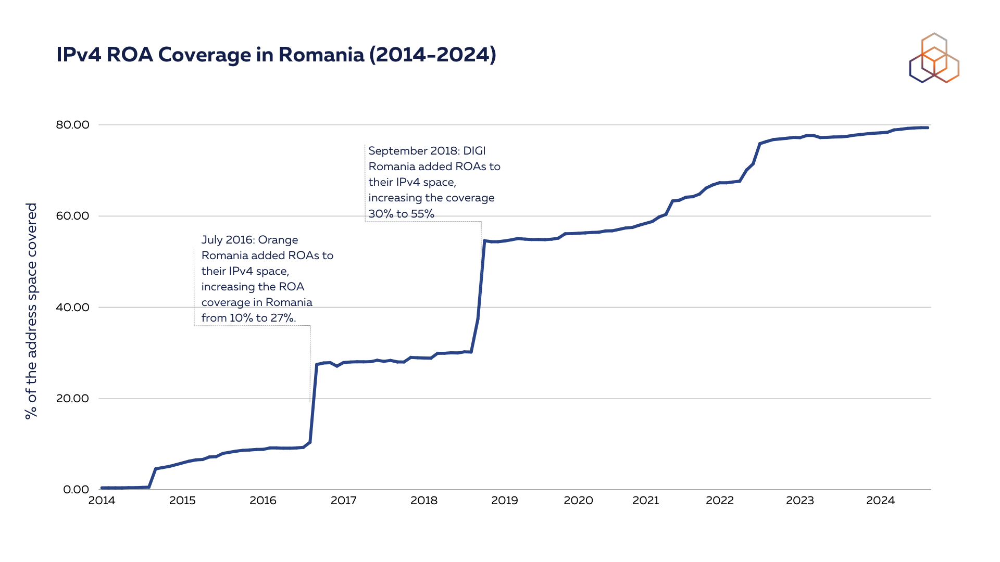 IPv4 ROA Coverage in Romania (2014-2024)
80.00
September 2018: DIGI
Romania added ROAs to
their IPv4 space,
increasing the coverage
30% to 55%
60.00
July 2016: Orange
Romania added ROAs to
their IPv4 space,
increasing the ROA
coverage in Romania
from 10% to 27%.
40.00
20.00
0.00
% of the address space covered
2014 2015 2016 2017 2018 2019 2020 2021 2022 2023 2024